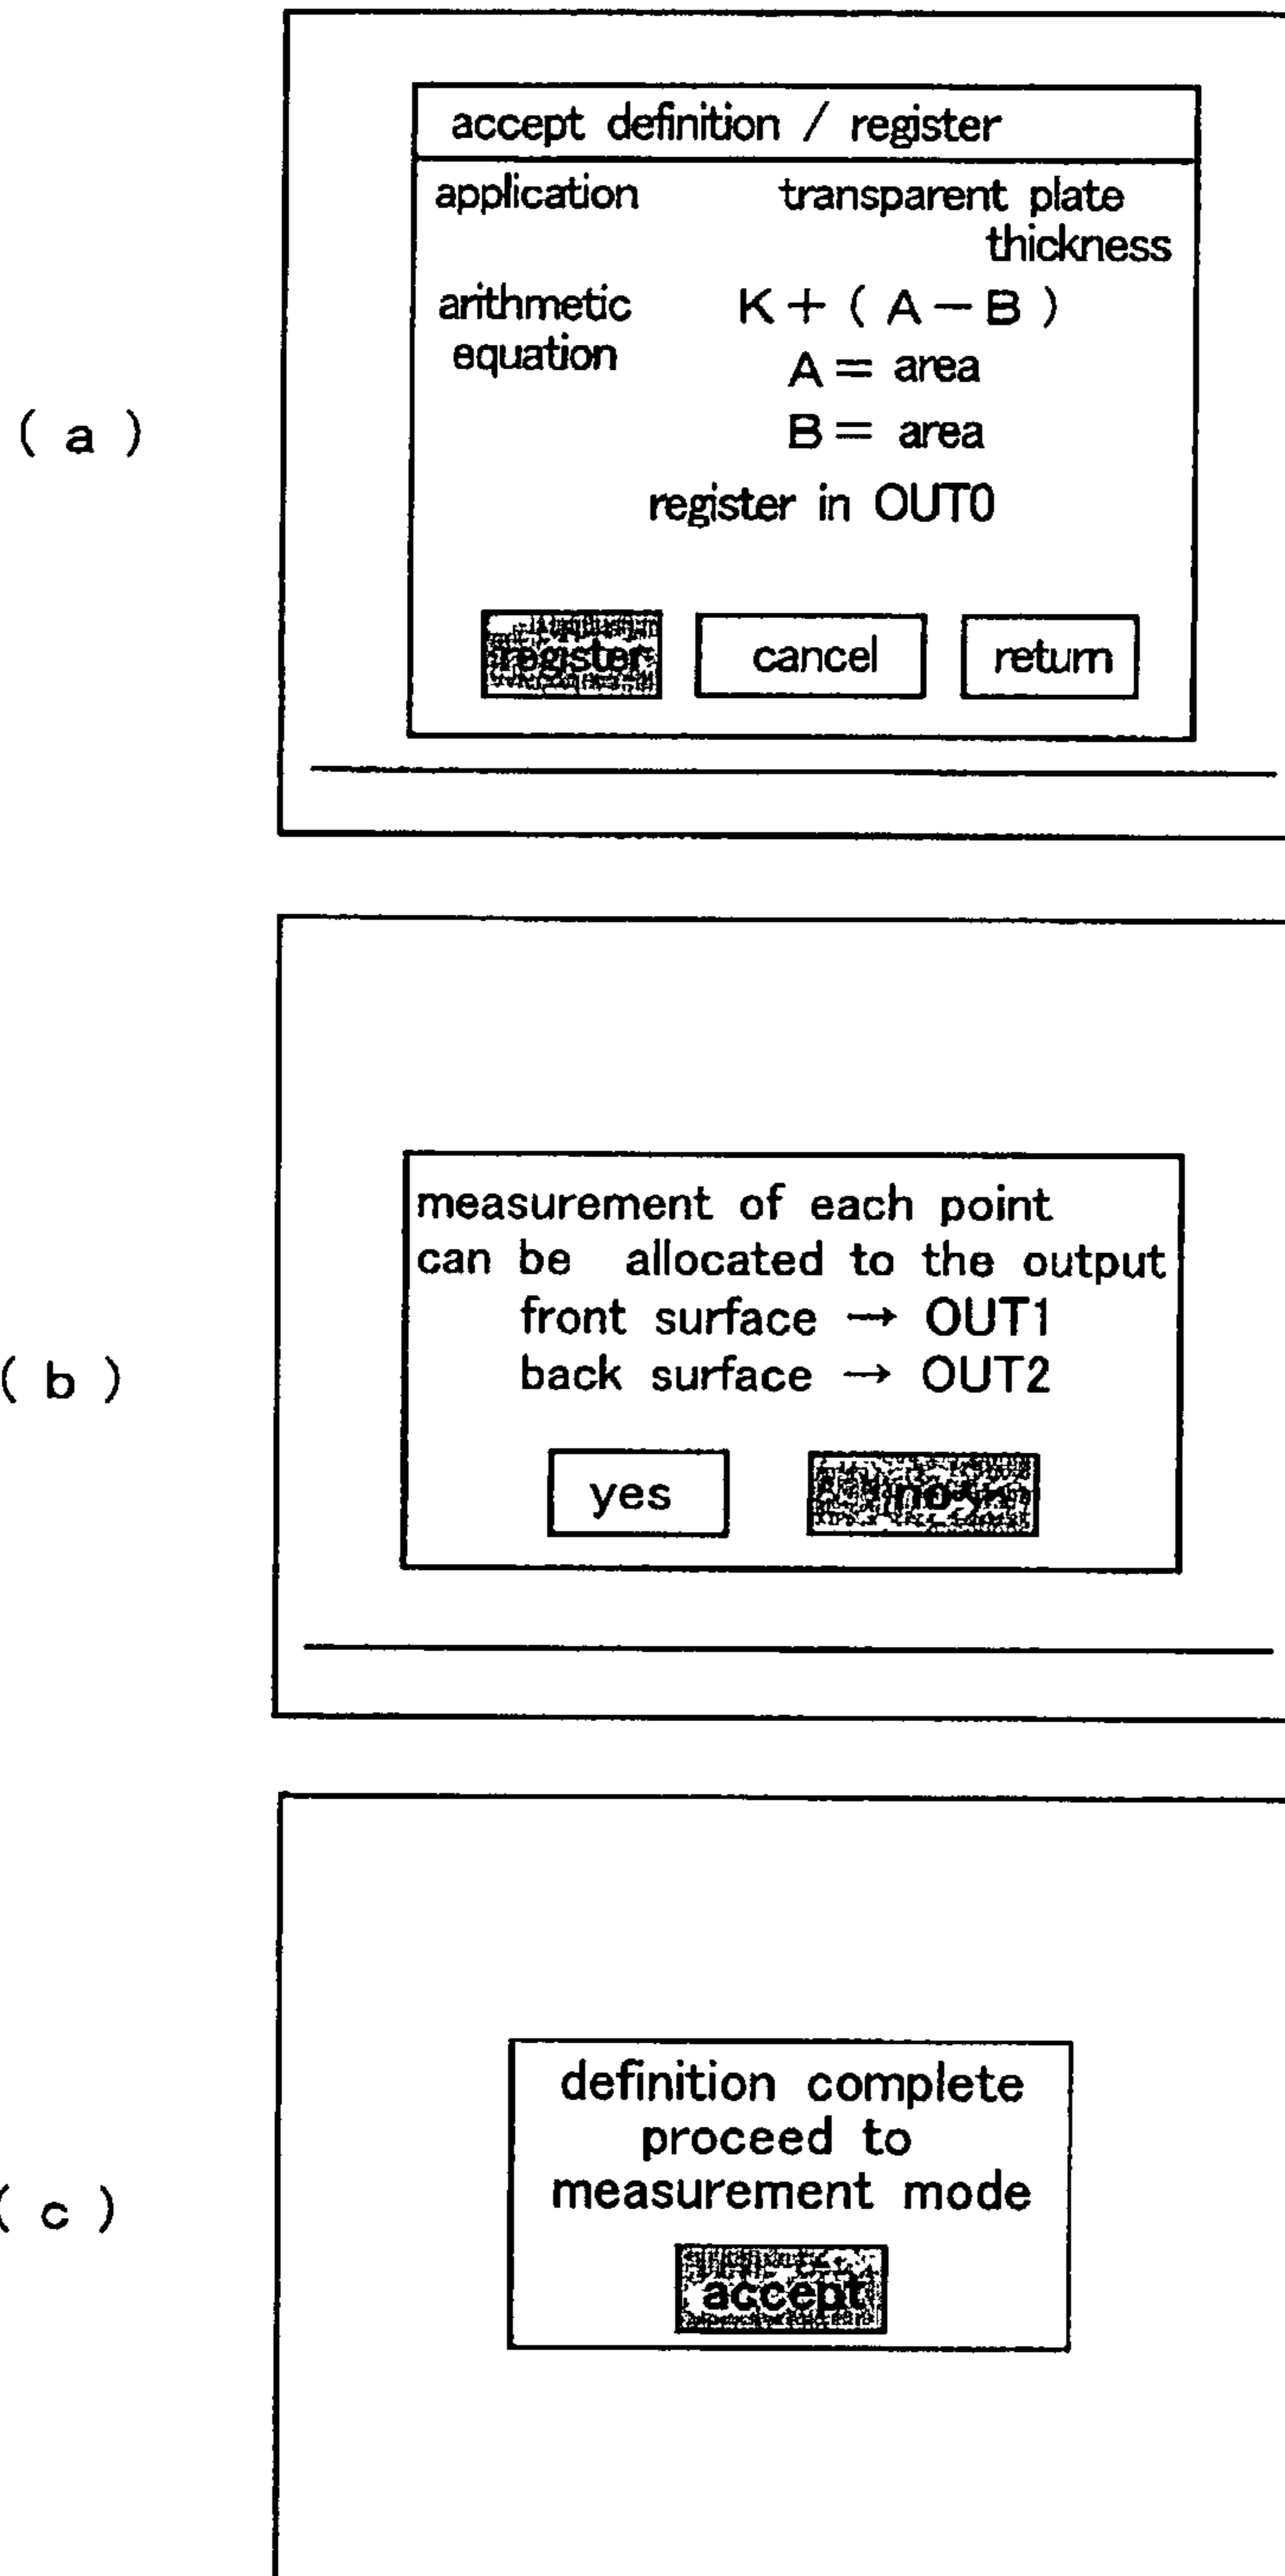 ( a )
accept definition / register
application transparent plate
thickness
arithmetic K + ( A − B )
equation A = area
B = area
register in OUT0
register cancel return
( b )
measurement of each point
can be allocated to the output
front surface → OUT1
back surface → OUT2
yes no
( c )
definition complete
proceed to
measurement mode
accept